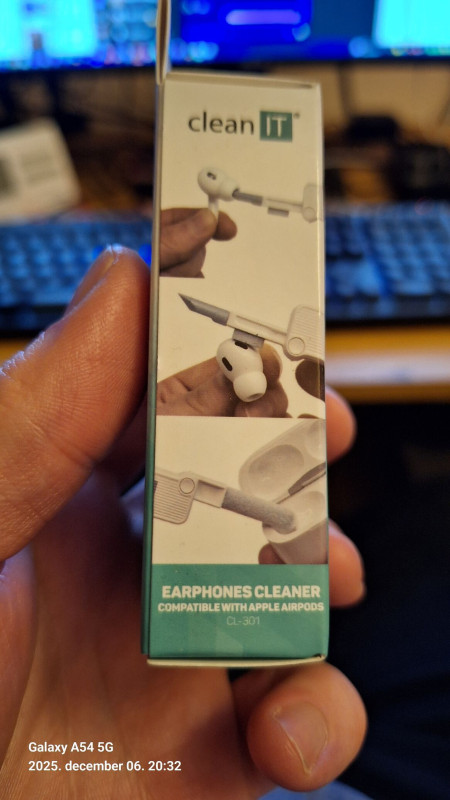 clean IT®
EARPHONES CLEANER
COMPATIBLE WITH APPLE AIRPODS
CL-301
Galaxy A54 5G
2025. december 06. 20:32